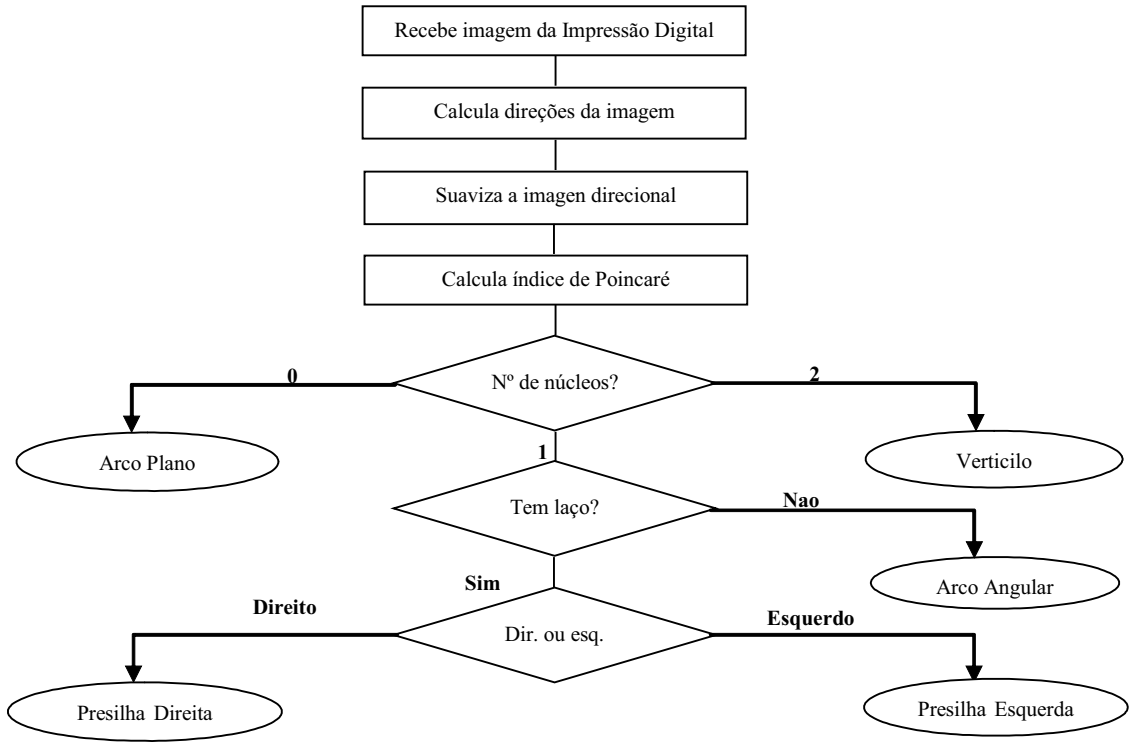 Recebe imagem da Impressão Digital
Calcula direções da imagem
Suaviza a imagen direcional
Calcula índice de Poincaré
Nº de núcleos?
0
2
Arco Plano
Verticilo
1
Tem laço?
Nao
Arco Angular
Sim
Direito
Dir. ou esq.
Esquerdo
Presilha Direita
Presilha Esquerda